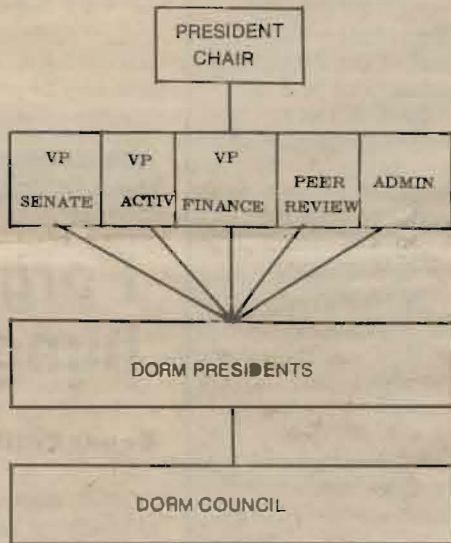 PRESIDENT
CHAIR
VP
SENATE
VP
ACTIV
VP
FINANCE
PEER
REVIEW
ADMIN
DORM PRESIDENTS
DORM COUNCIL